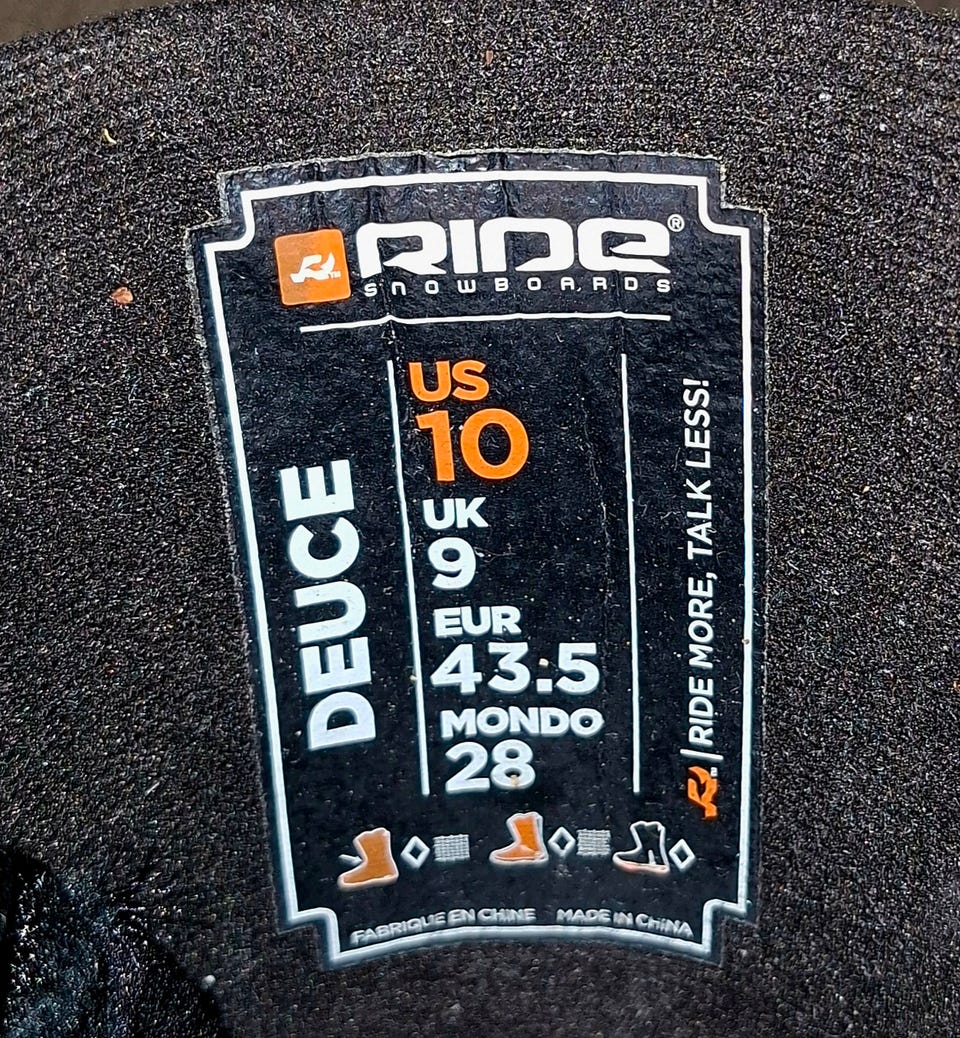 RIDE®
SNOWBOARDS
DEUCE
US
10
UK
9
EUR
43.5
MONDO
28
RIDE MORE, TALK LESS!
FABRIQUE EN CHINE MADE IN CHINA